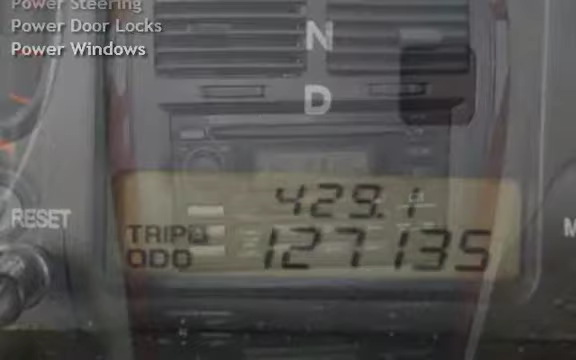 Power Steering
Power Door Locks
Power Windows
N
D
429.1
RESET
TRIP
ODO 127135
M